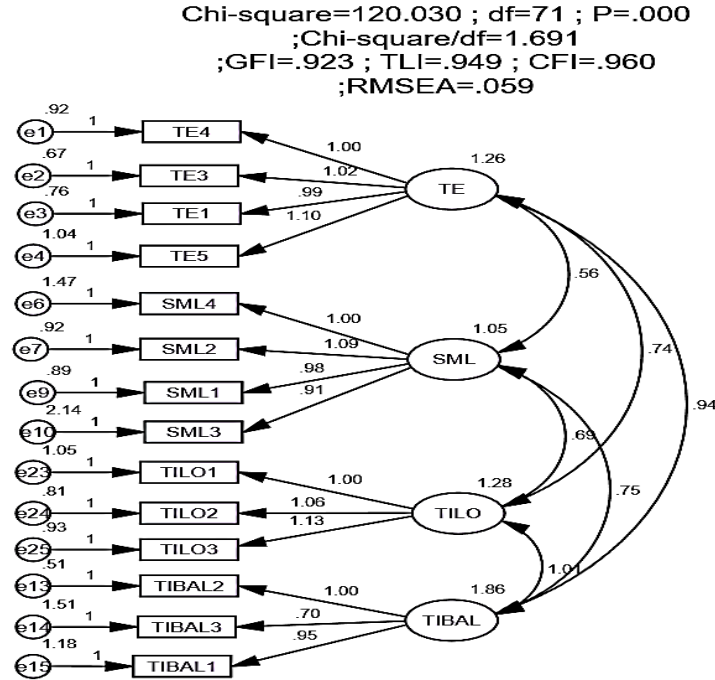 Chi-square=120.030 ; df=71 ; P=.000
;Chi-square/df=1.691
;GFI=.923 ; TLI=.949 ; CFI=.960
;RMSEA=.059
.92
e1 1 TE4 1.00
.67
e2 1 TE3 1.02
.76
e3 1 TE1 .99
1.04
e4 1 TE5 1.10
1.26
TE
.56
1.47
e6 1 SML4 1.00
.92
e7 1 SML2 1.09
.89
e9 1 SML1 .98
2.14
e10 1 SML3 .91
1.05
SML
.74
.94
.69
.75
1.05
e23 1 TILO1 1.00
.81
e24 1 TILO2 1.06
.93
e25 1 TILO3 1.13
1.28
TILO
1.01
.51
e13 1 TIBAL2 1.00
1.51
e14 1 TIBAL3 .70
1.18
e15 1 TIBAL1 .95
1.86
TIBAL